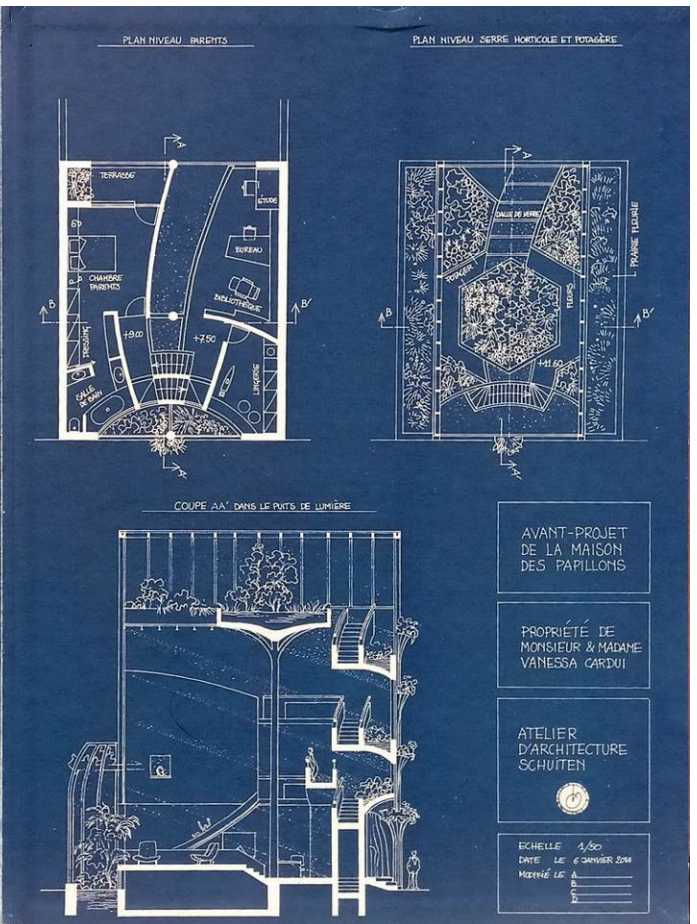 PLAN NIVEAU PARENTS
PLAN NIVEAU SERRE HORTICOLE ET POTAGÈRE
A
TERRASSE
ETUDE
BUREAU
CHAMBRE
PARENTS
BIBLIOTHÈQUE
B
B'
+9.00
+7.50
DRESSING
SALLE
DE BAIN
LINGERIE
A'
A
DALLE DE VERRE
PRAIRIE FLEURIE
POTAGER
FLEURS
B
B'
+11.60
A'
COUPE AA' DANS LE PUITS DE LUMIÈRE
AVANT-PROJET
DE LA MAISON
DES PAPILLONS
PROPRIÉTÉ DE
MONSIEUR & MADAME
VANESSA CARDUI
ATELIER
D'ARCHITECTURE
SCHUITEN
ECHELLE 1/50
DATE LE 6 JANVIER 2011
MODIFIÉ LE A
B
C
D